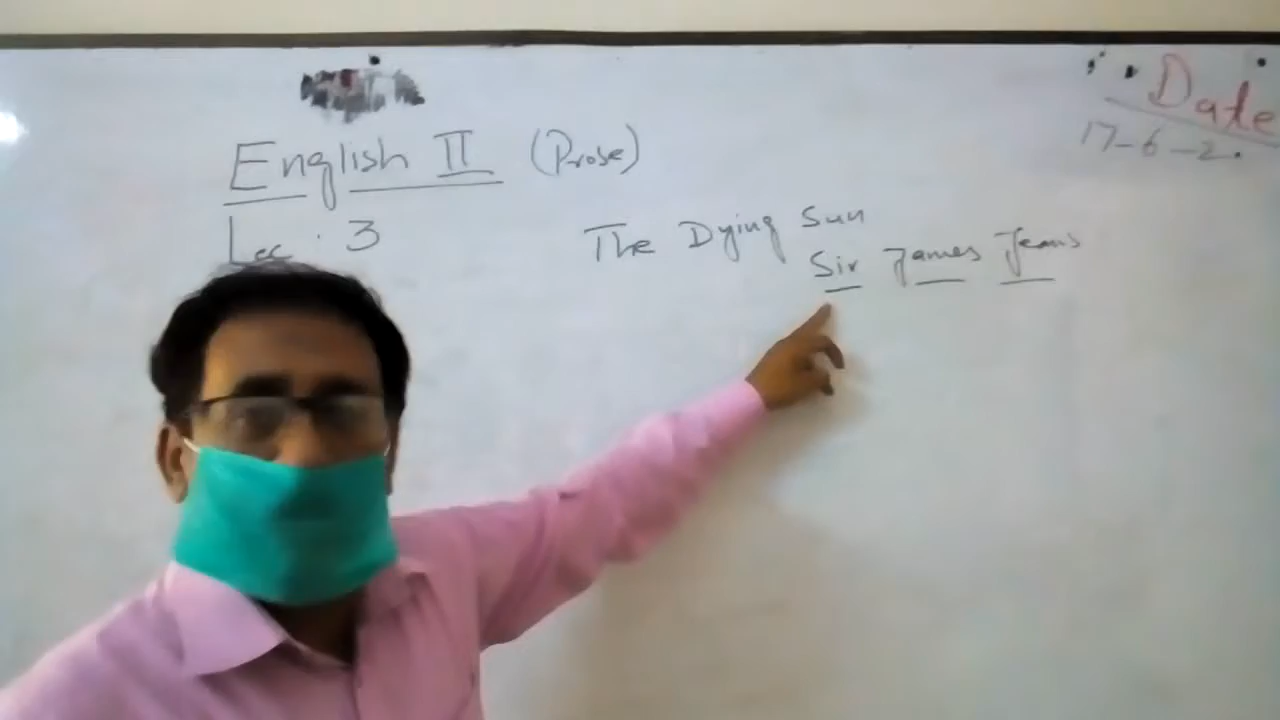 English II (Prose)
Lec. 3
The Dying Sun
Sir James Jeans
Date
17-6-2